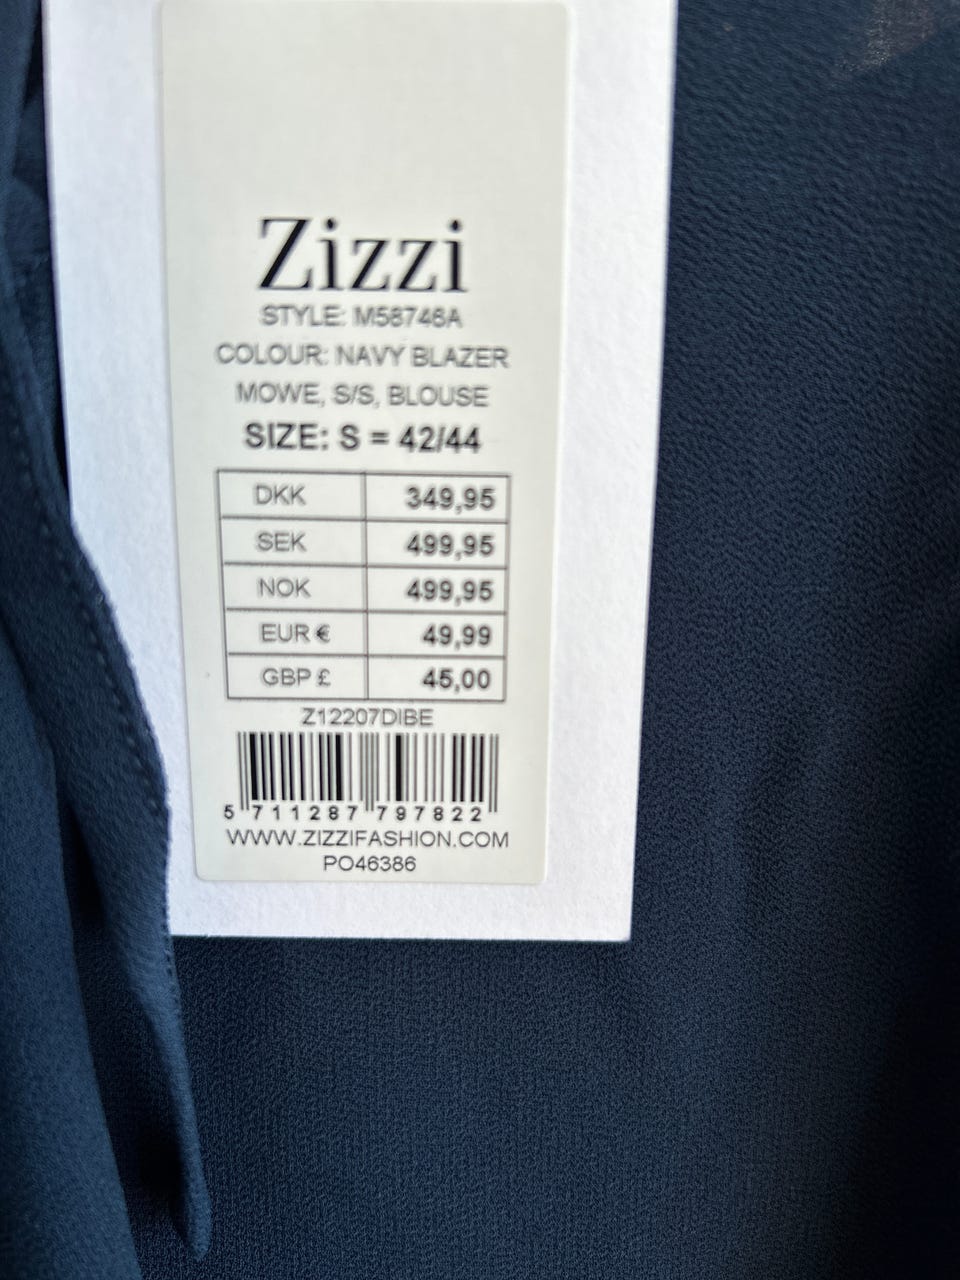 Zizzi
STYLE: M58746A
COLOUR: NAVY BLAZER
MOWE, S/S, BLOUSE
SIZE: S = 42/44
DKK 349,95
SEK 499,95
NOK 499,95
EUR € 49,99
GBP £ 45,00
Z12207DIBE
5 711287 797822
WWW.ZIZZIFASHION.COM
PO46386